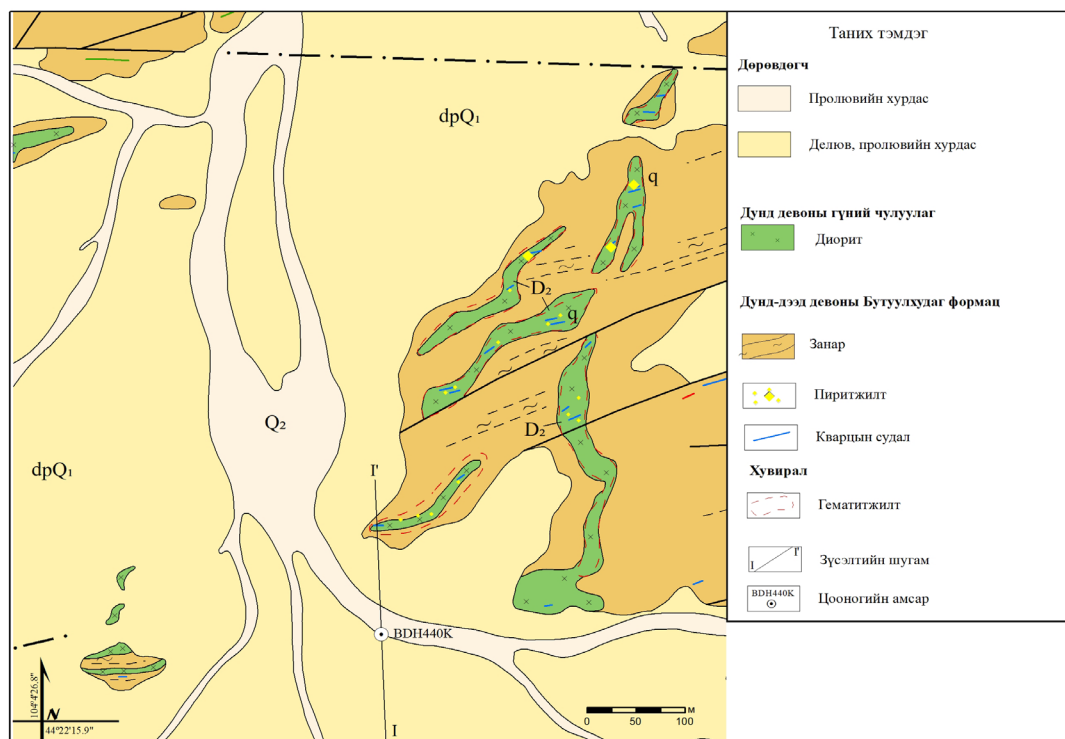 dpQ₁
q
D₂
q
Q₂
D₂
dpQ₁
I'
BDH440K
104°4'26.8"
N
44°22'15.9"
I
0 50 100 м
Таних тэмдэг
Дөрөвдөгч
Пролювийн хурдас
Делюв, пролювийн хурдас
Дунд девоны гүний чулуулаг
Диорит
Дунд-дээд девоны Бутуулхудаг формац
Занар
Пиритжилт
Кварцын судал
Хувирал
Гематитжилт
I I'
Зүсэлтийн шугам
BDH440K
Цооногийн амсар